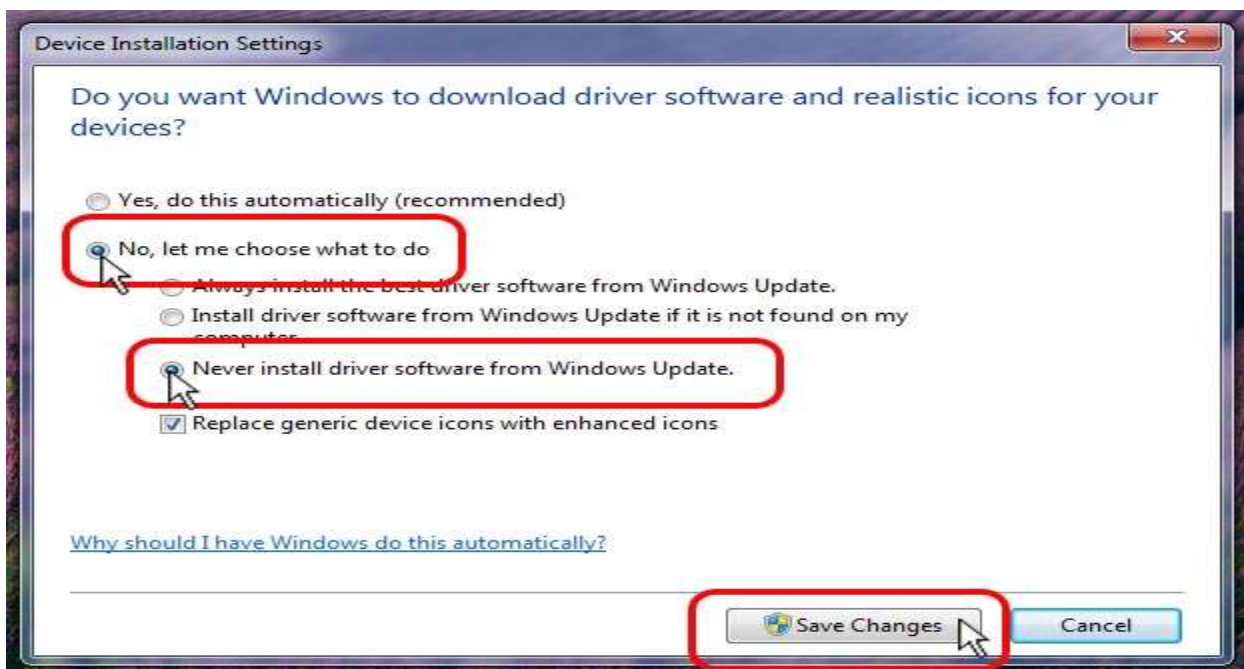 Device Installation Settings
Do you want Windows to download driver software and realistic icons for your
devices?
Yes, do this automatically (recommended)
No, let me choose what to do
Always install the best driver software from Windows Update.
Install driver software from Windows Update if it is not found on my
computer
Never install driver software from Windows Update.
Replace generic device icons with enhanced icons
Why should I have Windows do this automatically?
Save Changes
Cancel